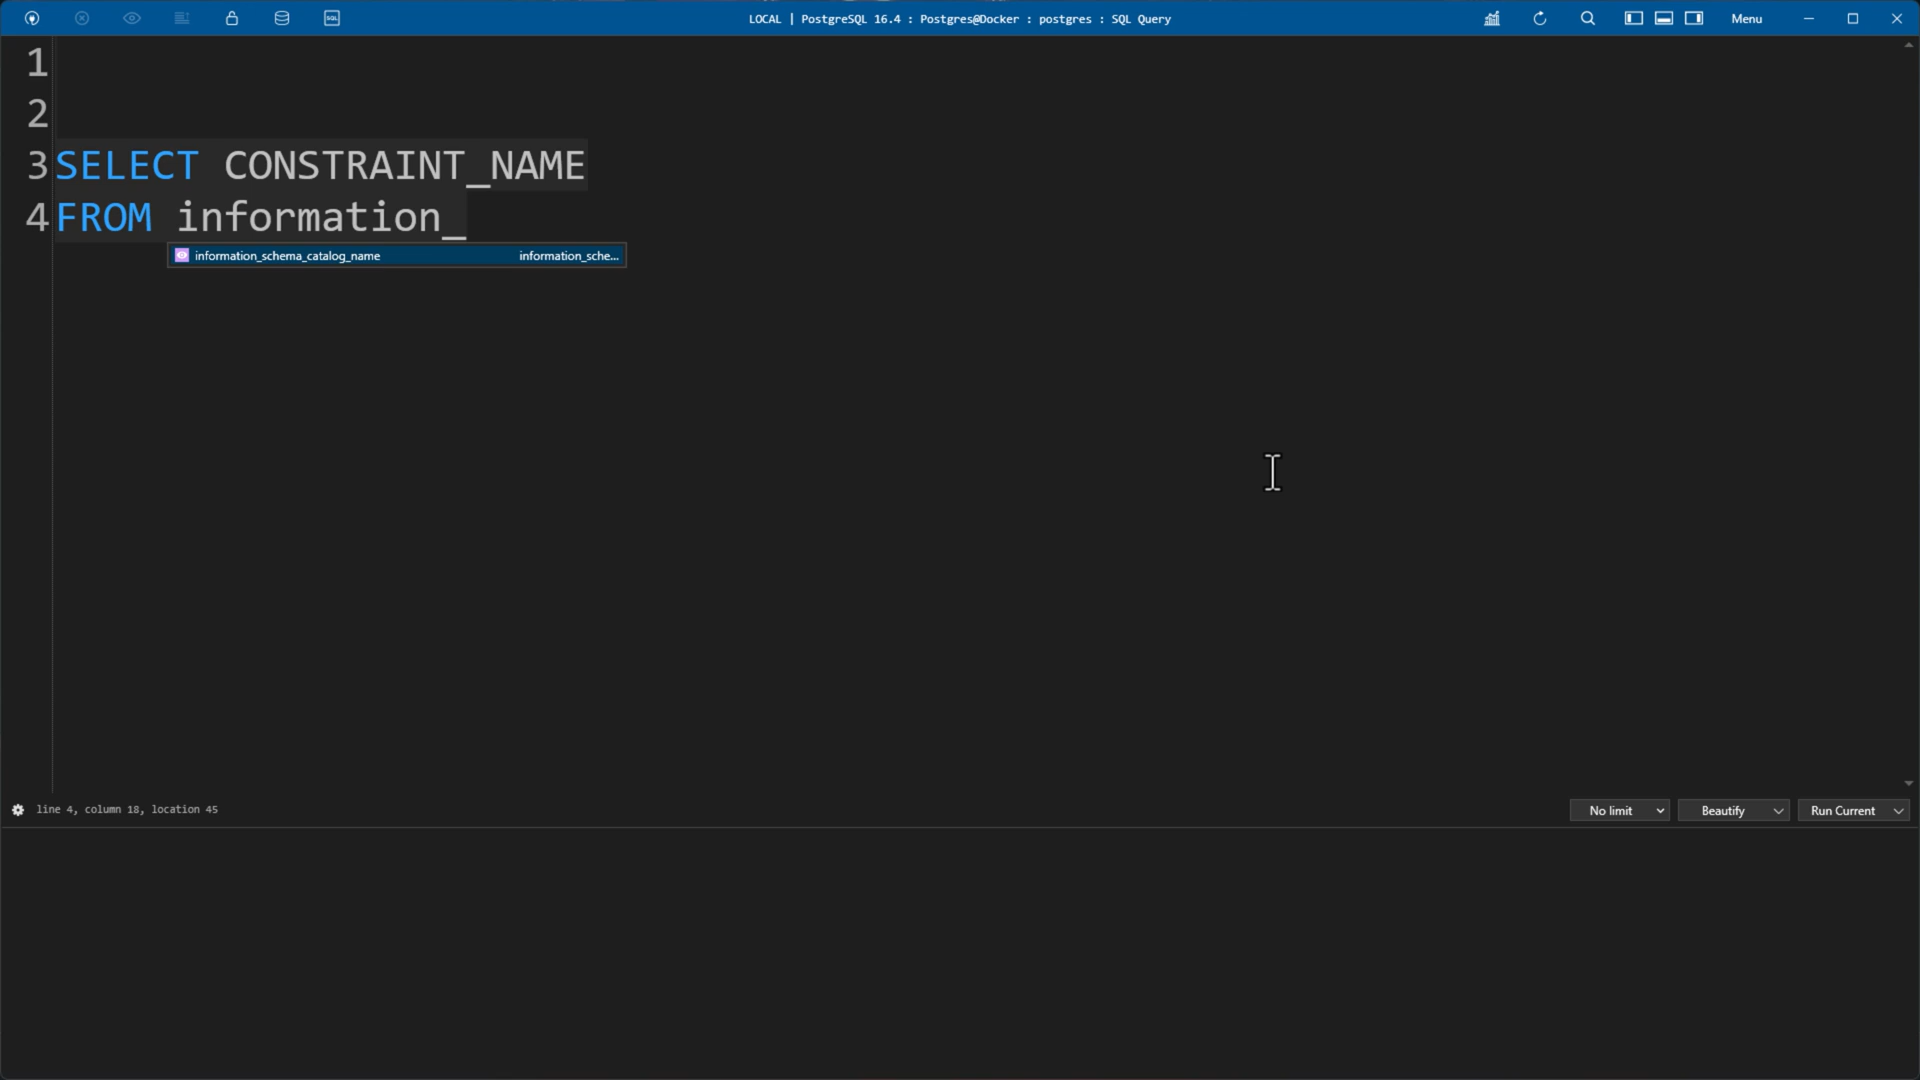 SQL
LOCAL | PostgreSQL 16.4 : Postgres@Docker : postgres : SQL Query
Menu
1
2
3 SELECT CONSTRAINT_NAME
4 FROM information_
information_schema_catalog_name information_sche...
line 4, column 18, location 45
No limit
Beautify
Run Current